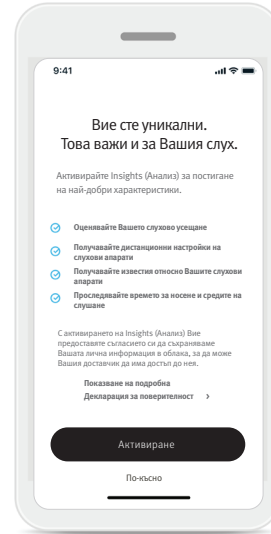 9:41
Вие сте уникални.
Това важи и за Вашия слух.
Активирайте Insights (Анализ) за постигане
на най-добри характеристики.
Оценявайте Вашето слухово усещане
Получавайте дистанционни настройки на
слухови апарати
Получавайте известия относно Вашите слухови
апарати
Проследявайте времето за носене и средите на
слушане
С активирането на Insights (Анализ) Вие
предоставяте съгласието си да съхраняваме
Вашата лична информация в облака, за да може
Вашия доставчик да има достъп до нея.
Показване на подробна
Декларация за поверителност
Активиране
По-късно